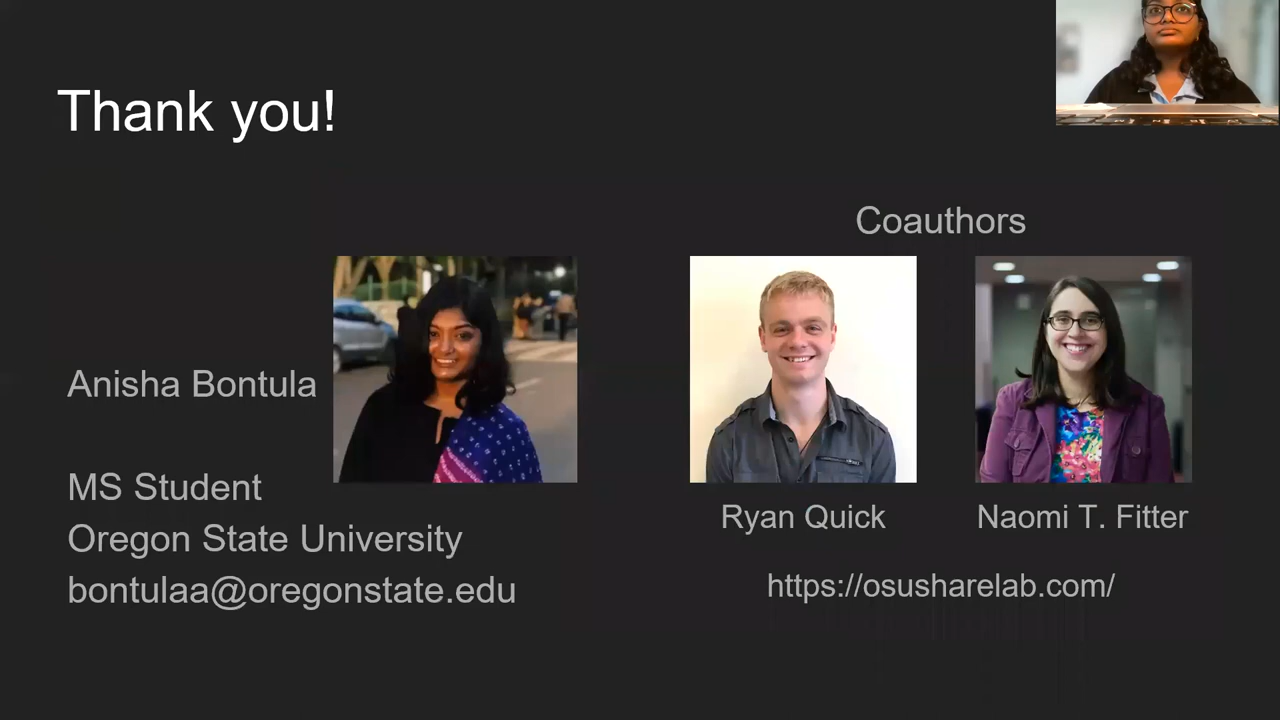 Thank you!
Anisha Bontula
MS Student
Oregon State University
bontulaa@oregonstate.edu
Coauthors
Ryan Quick
Naomi T. Fitter
https://osusharelab.com/